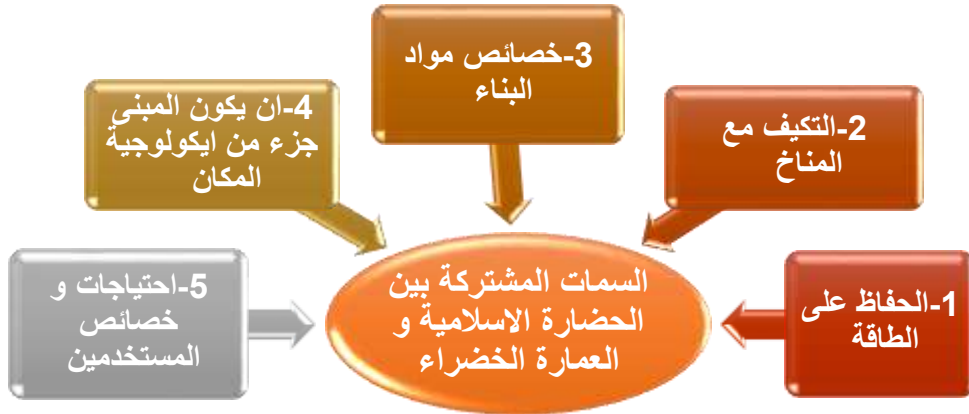 3-خصائص مواد
البناء
4-ان يكون المبنى
جزء من ايكولوجية
المكان
2-التكيف مع
المناخ
5-احتياجات و
خصائص
المستخدمين
السمات المشتركة بين
الحضارة الاسلامية و
العمارة الخضراء
1-الحفاظ على
الطاقة